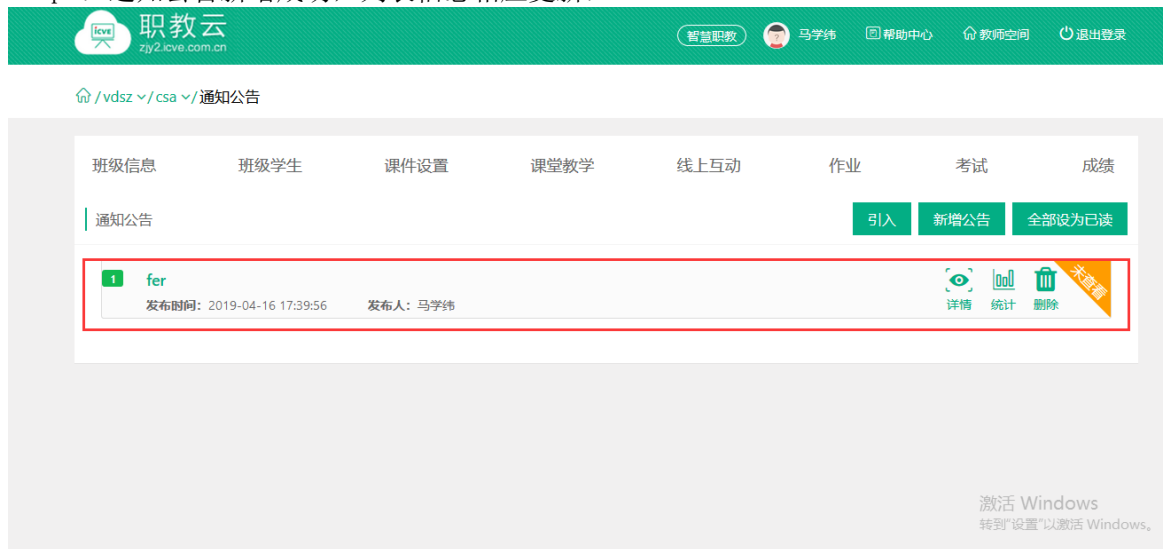 职教云
icve
zjy2.icve.com.cn
智慧职教 马学纬 帮助中心 教师空间 退出登录
/ vdsz / csa / 通知公告
班级信息 班级学生 课件设置 课堂教学 线上互动 作业 考试 成绩
通知公告 引入 新增公告 全部设为已读
1 fer
未查看
发布时间：2019-04-16 17:39:56 发布人：马学纬 详情 统计 删除
激活 Windows
转到"设置"以激活 Windows。